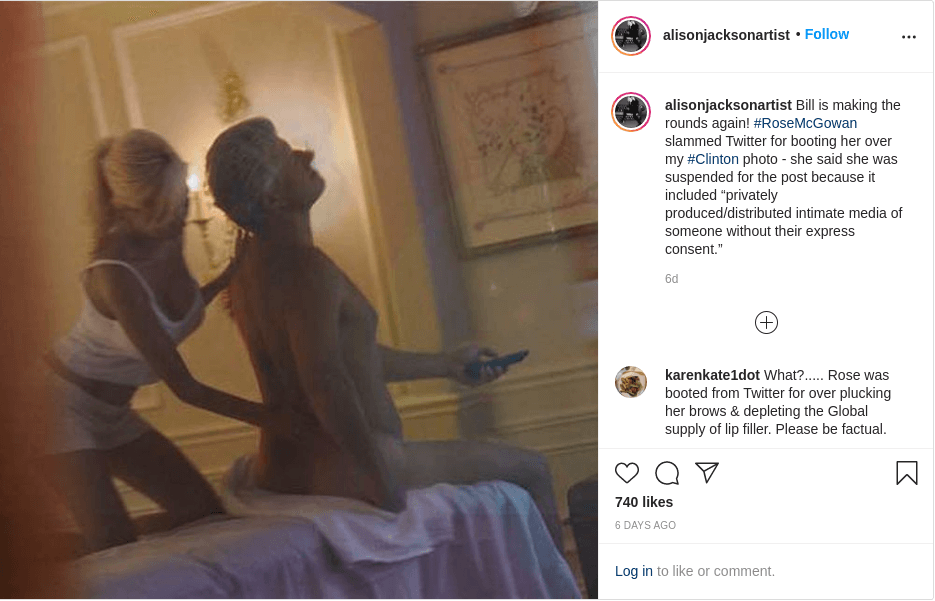 alisonjacksonartist • Follow
alisonjacksonartist Bill is making the
rounds again! #RoseMcGowan
slammed Twitter for booting her over
my #Clinton photo - she said she was
suspended for the post because it
included “privately
produced/distributed intimate media of
someone without their express
consent.”
6d
karenkate1dot What?..... Rose was
booted from Twitter for over plucking
her brows & depleting the Global
supply of lip filler. Please be factual.
740 likes
6 DAYS AGO
Log in to like or comment.